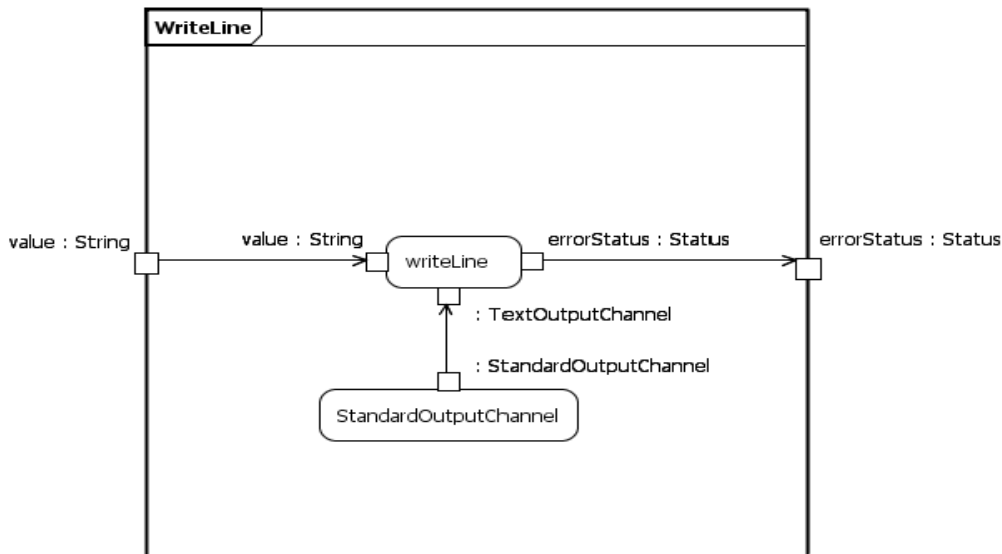 WriteLine
value : String
value : String
errorStatus : Status
errorStatus : Status
writeLine
: TextOutputChannel
: StandardOutputChannel
StandardOutputChannel